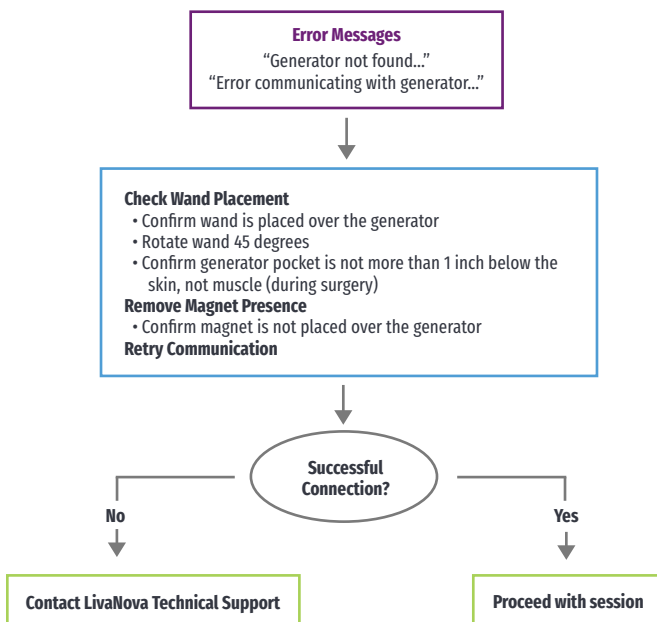 Error Messages
“Generator not found...”
“Error communicating with generator...”
Check Wand Placement
• Confirm wand is placed over the generator
• Rotate wand 45 degrees
• Confirm generator pocket is not more than 1 inch below the
skin, not muscle (during surgery)
Remove Magnet Presence
• Confirm magnet is not placed over the generator
Retry Communication
Successful
Connection?
No
Yes
Contact LivaNova Technical Support
Proceed with session